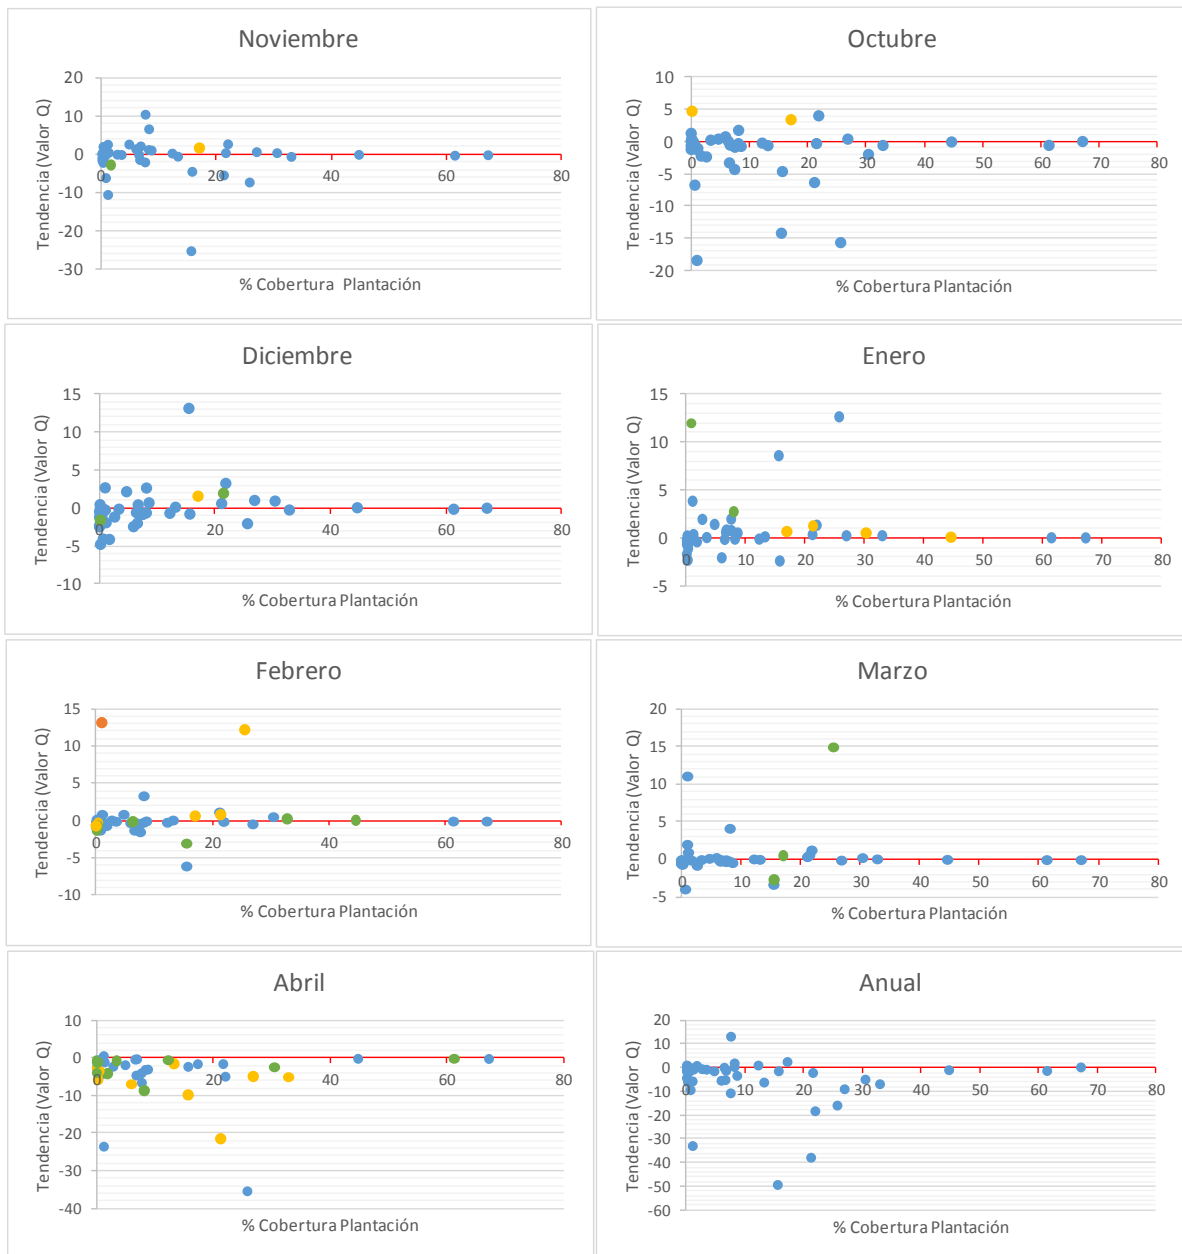 Noviembre
Tendencia (Valor Q)
20
10
0
-10
-20
-30
0 20 40 60 80
% Cobertura Plantación
Octubre
Tendencia (Valor Q)
10
5
0
-5
-10
-15
-20
0 10 20 30 40 50 60 70 80
% Cobertura Plantación
Diciembre
Tendencia (Valor Q)
15
10
5
0
-5
-10
0 20 40 60 80
% Cobertura Plantación
Enero
Tendencia (Valor Q)
15
10
5
0
-5
0 10 20 30 40 50 60 70 80
% Cobertura Plantación
Febrero
Tendencia (Valor Q)
15
10
5
0
-5
-10
0 20 40 60 80
% Cobertura Plantación
Marzo
Tendencia (Valor Q)
20
15
10
5
0
-5
0 10 20 30 40 50 60 70 80
% Cobertura Plantación
Abril
Tendencia (Valor Q)
10
0
-10
-20
-30
-40
0 20 40 60 80
% Cobertura Plantación
Anual
Tendencia (Valor Q)
20
10
0
-10
-20
-30
-40
-50
-60
0 10 20 30 40 50 60 70 80
% Cobertura Plantación